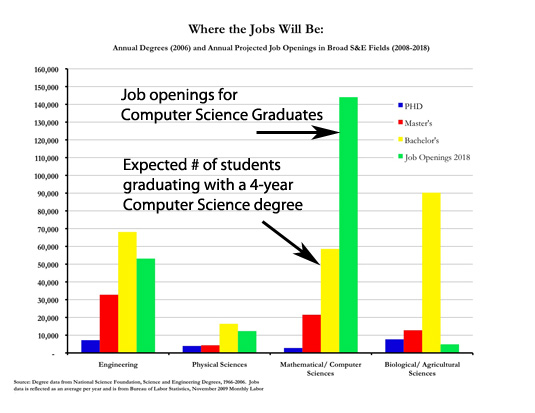 Where the Jobs Will Be:
Annual Degrees (2006) and Annual Projected Job Openings in Broad S&E Fields (2008-2018)
160,000
150,000
140,000
130,000
120,000
110,000
100,000
90,000
80,000
70,000
60,000
50,000
40,000
30,000
20,000
10,000
-
Job openings for
Computer Science Graduates
Expected # of students
graduating with a 4-year
Computer Science degree
PHD
Master's
Bachelor's
Job Openings 2018
Engineering
Physical Sciences
Mathematical/ Computer
Sciences
Biological/ Agricultural
Sciences
Source: Degree data from National Science Foundation, Science and Engineering Degrees, 1966-2006. Jobs
data is reflected as an average per year and is from Bureau of Labor Statistics, November 2009 Monthly Labor